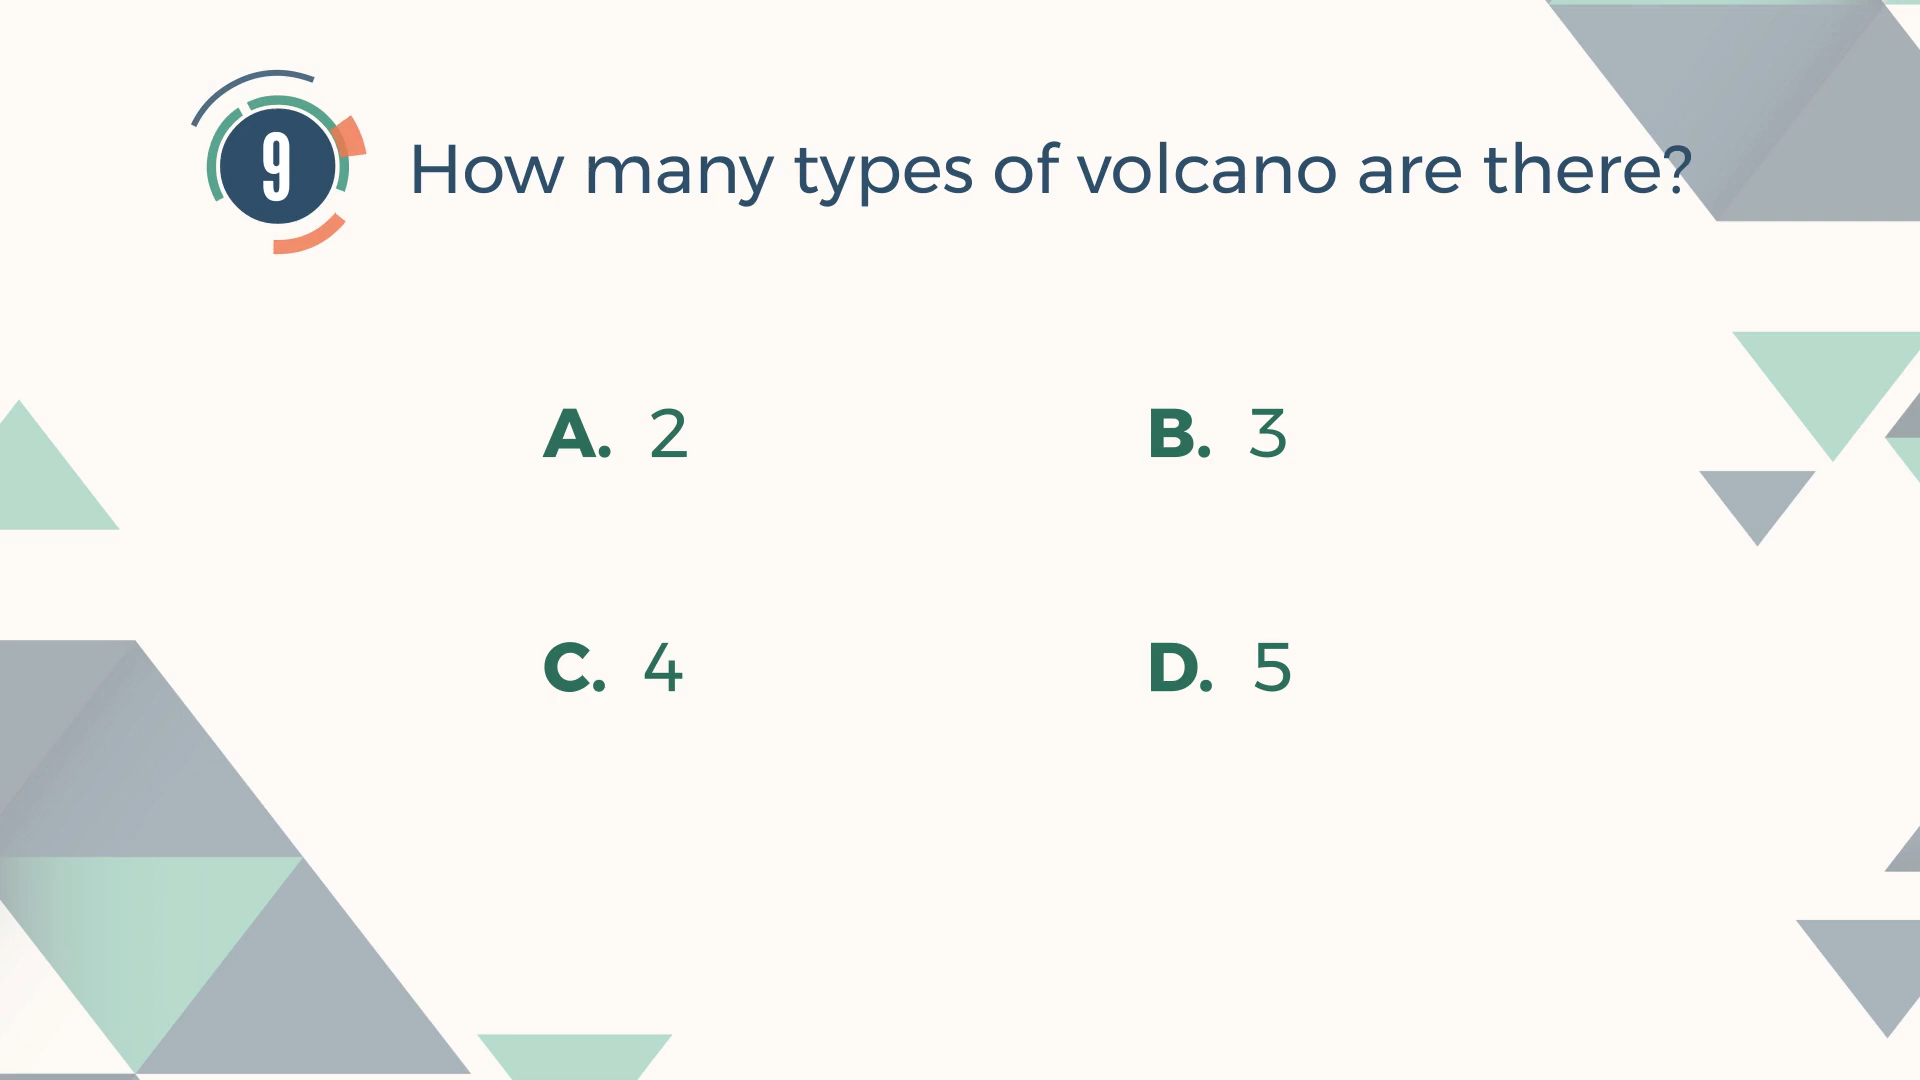 9
How many types of volcano are there?
A. 2
B. 3
C. 4
D. 5